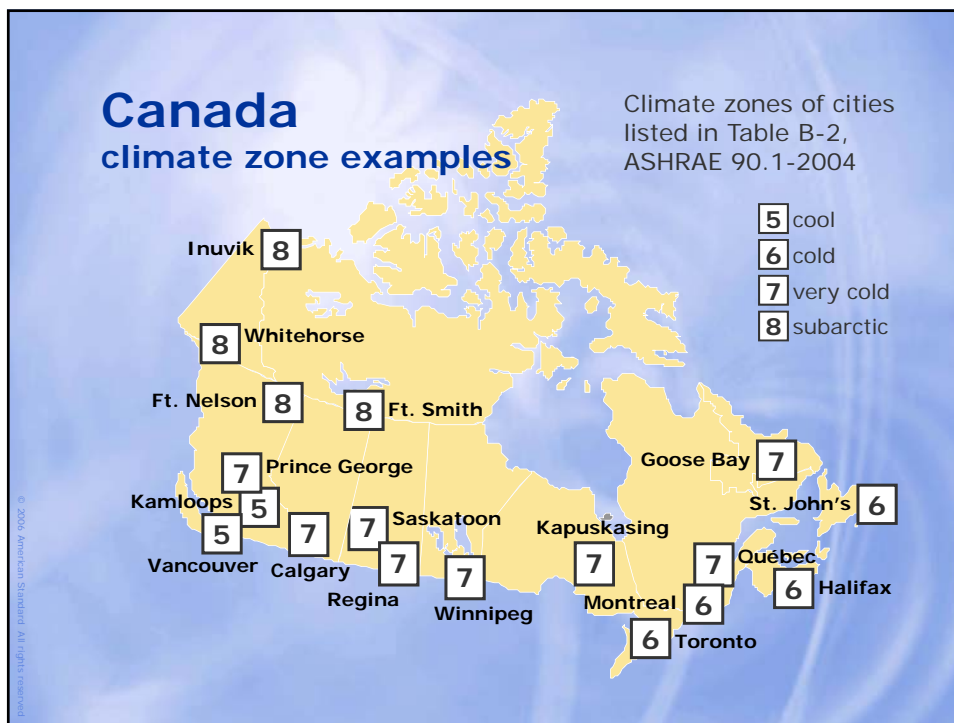 Canada
climate zone examples
Climate zones of cities
listed in Table B-2,
ASHRAE 90.1-2004
5 cool
6 cold
7 very cold
8 subarctic
Inuvik 8
8 Whitehorse
Ft. Nelson 8
8 Ft. Smith
7 Prince George
Kamloops 5
5
Vancouver
7
Calgary
7 Saskatoon
7
Regina
7
Winnipeg
Kapuskasing
7
Goose Bay 7
St. John's 6
7 Québec
Montreal 6
6 Halifax
6 Toronto
© 2006 American Standard All rights reserved